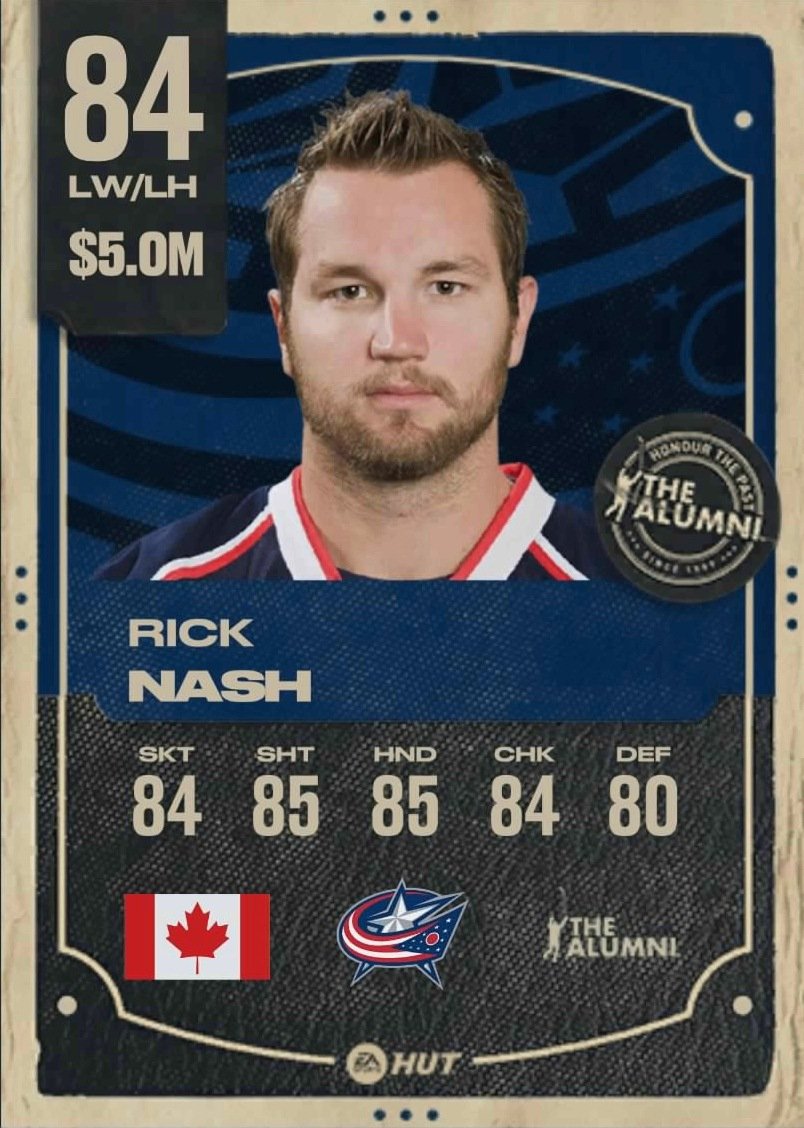 84
LW/LH
$5.0M
HONOUR THE PAST
THE
ALUMNI
RICK
NASH
SKT SHT HND CHK DEF
84 85 85 84 80
THE
ALUMNI
EA HUT